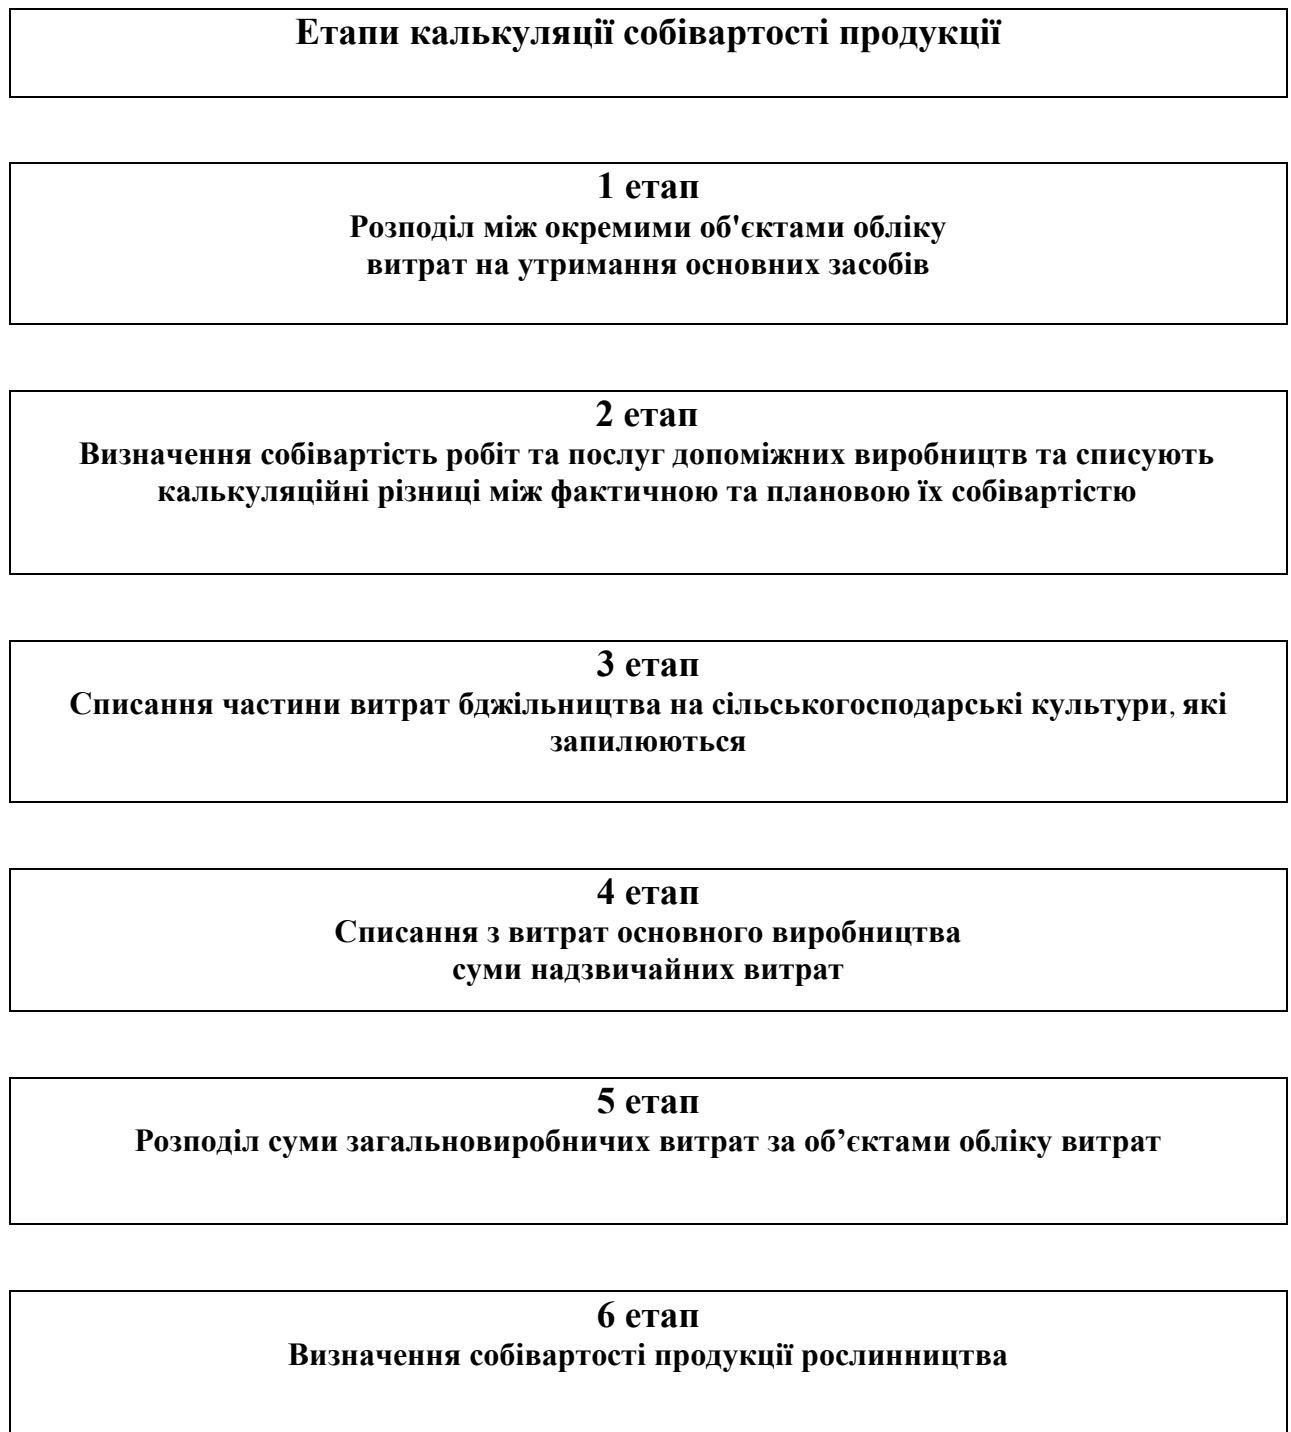 Етапи калькуляції собівартості продукції
1 етап
Розподіл між окремими об'єктами обліку
витрат на утримання основних засобів
2 етап
Визначення собівартість робіт та послуг допоміжних виробництв та списують
калькуляційні різниці між фактичною та плановою їх собівартістю
3 етап
Списання частини витрат бджільництва на сільськогосподарські культури, які
запилюються
4 етап
Списання з витрат основного виробництва
суми надзвичайних витрат
5 етап
Розподіл суми загальновиробничих витрат за об’єктами обліку витрат
6 етап
Визначення собівартості продукції рослинництва